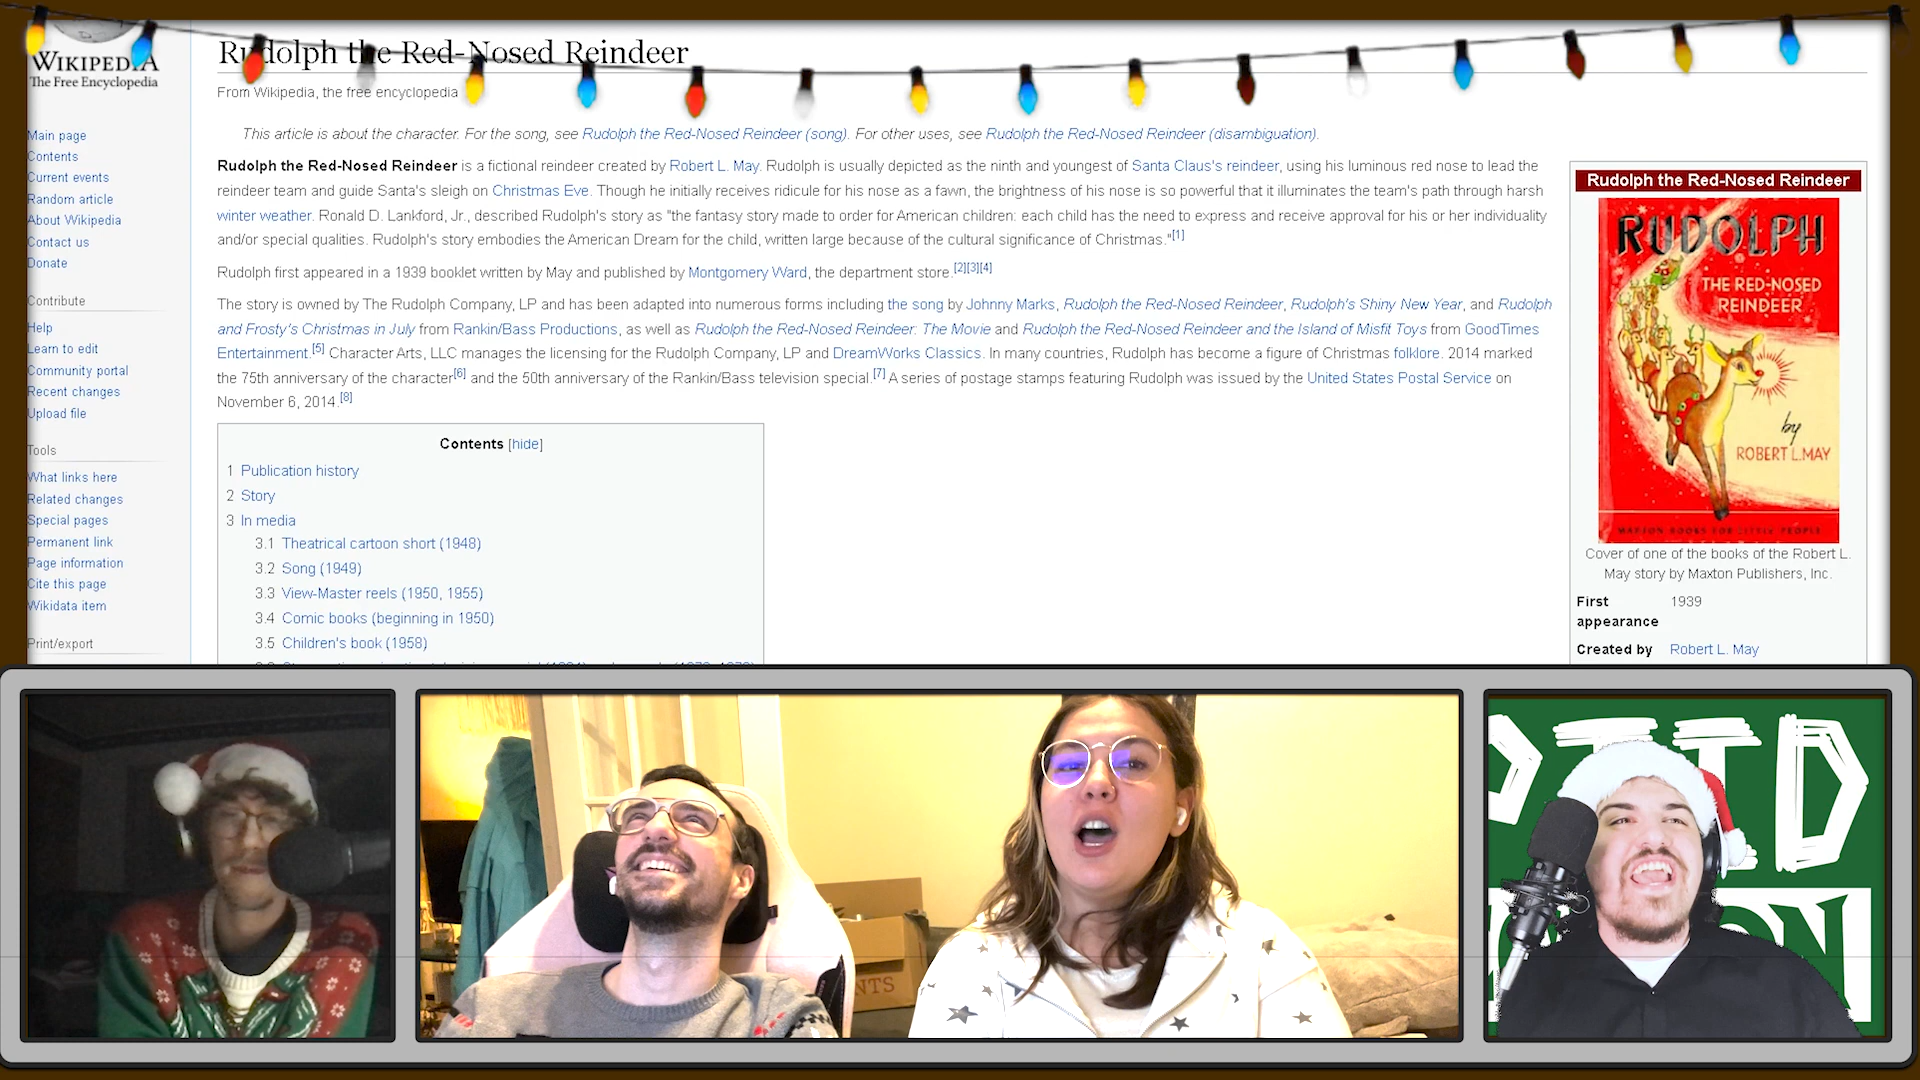 WIKIPEDIA
The Free Encyclopedia
Main page
Contents
Current events
Random article
About Wikipedia
Contact us
Donate
Contribute
Help
Learn to edit
Community portal
Recent changes
Upload file
Tools
What links here
Related changes
Special pages
Permanent link
Page information
Cite this page
Wikidata item
Print/export
Rudolph the Red-Nosed Reindeer
From Wikipedia, the free encyclopedia
This article is about the character. For the song, see Rudolph the Red-Nosed Reindeer (song). For other uses, see Rudolph the Red-Nosed Reindeer (disambiguation).
Rudolph the Red-Nosed Reindeer is a fictional reindeer created by Robert L. May. Rudolph is usually depicted as the ninth and youngest of Santa Claus's reindeer, using his luminous red nose to lead the
reindeer team and guide Santa's sleigh on Christmas Eve. Though he initially receives ridicule for his nose as a fawn, the brightness of his nose is so powerful that it illuminates the team's path through harsh
winter weather. Ronald D. Lankford, Jr., described Rudolph's story as "the fantasy story made to order for American children: each child has the need to express and receive approval for his or her individuality
and/or special qualities. Rudolph's story embodies the American Dream for the child, written large because of the cultural significance of Christmas."[1]
Rudolph first appeared in a 1939 booklet written by May and published by Montgomery Ward, the department store.[2][3][4]
The story is owned by The Rudolph Company, LP and has been adapted into numerous forms including the song by Johnny Marks, Rudolph the Red-Nosed Reindeer, Rudolph's Shiny New Year, and Rudolph
and Frosty's Christmas in July from Rankin/Bass Productions, as well as Rudolph the Red-Nosed Reindeer: The Movie and Rudolph the Red-Nosed Reindeer and the Island of Misfit Toys from GoodTimes
Entertainment.[5] Character Arts, LLC manages the licensing for the Rudolph Company, LP and DreamWorks Classics. In many countries, Rudolph has become a figure of Christmas folklore. 2014 marked
the 75th anniversary of the character[6] and the 50th anniversary of the Rankin/Bass television special.[7] A series of postage stamps featuring Rudolph was issued by the United States Postal Service on
November 6, 2014.[8]
Contents [hide]
1 Publication history
2 Story
3 In media
3.1 Theatrical cartoon short (1948)
3.2 Song (1949)
3.3 View-Master reels (1950, 1955)
3.4 Comic books (beginning in 1950)
3.5 Children's book (1958)
Rudolph the Red-Nosed Reindeer
RUDOLPH
THE RED-NOSED
REINDEER
by
ROBERT L. MAY
MAXTON BOOKS FOR LITTLE PEOPLE
Cover of one of the books of the Robert L.
May story by Maxton Publishers, Inc.
First 1939
appearance
Created by Robert L. May